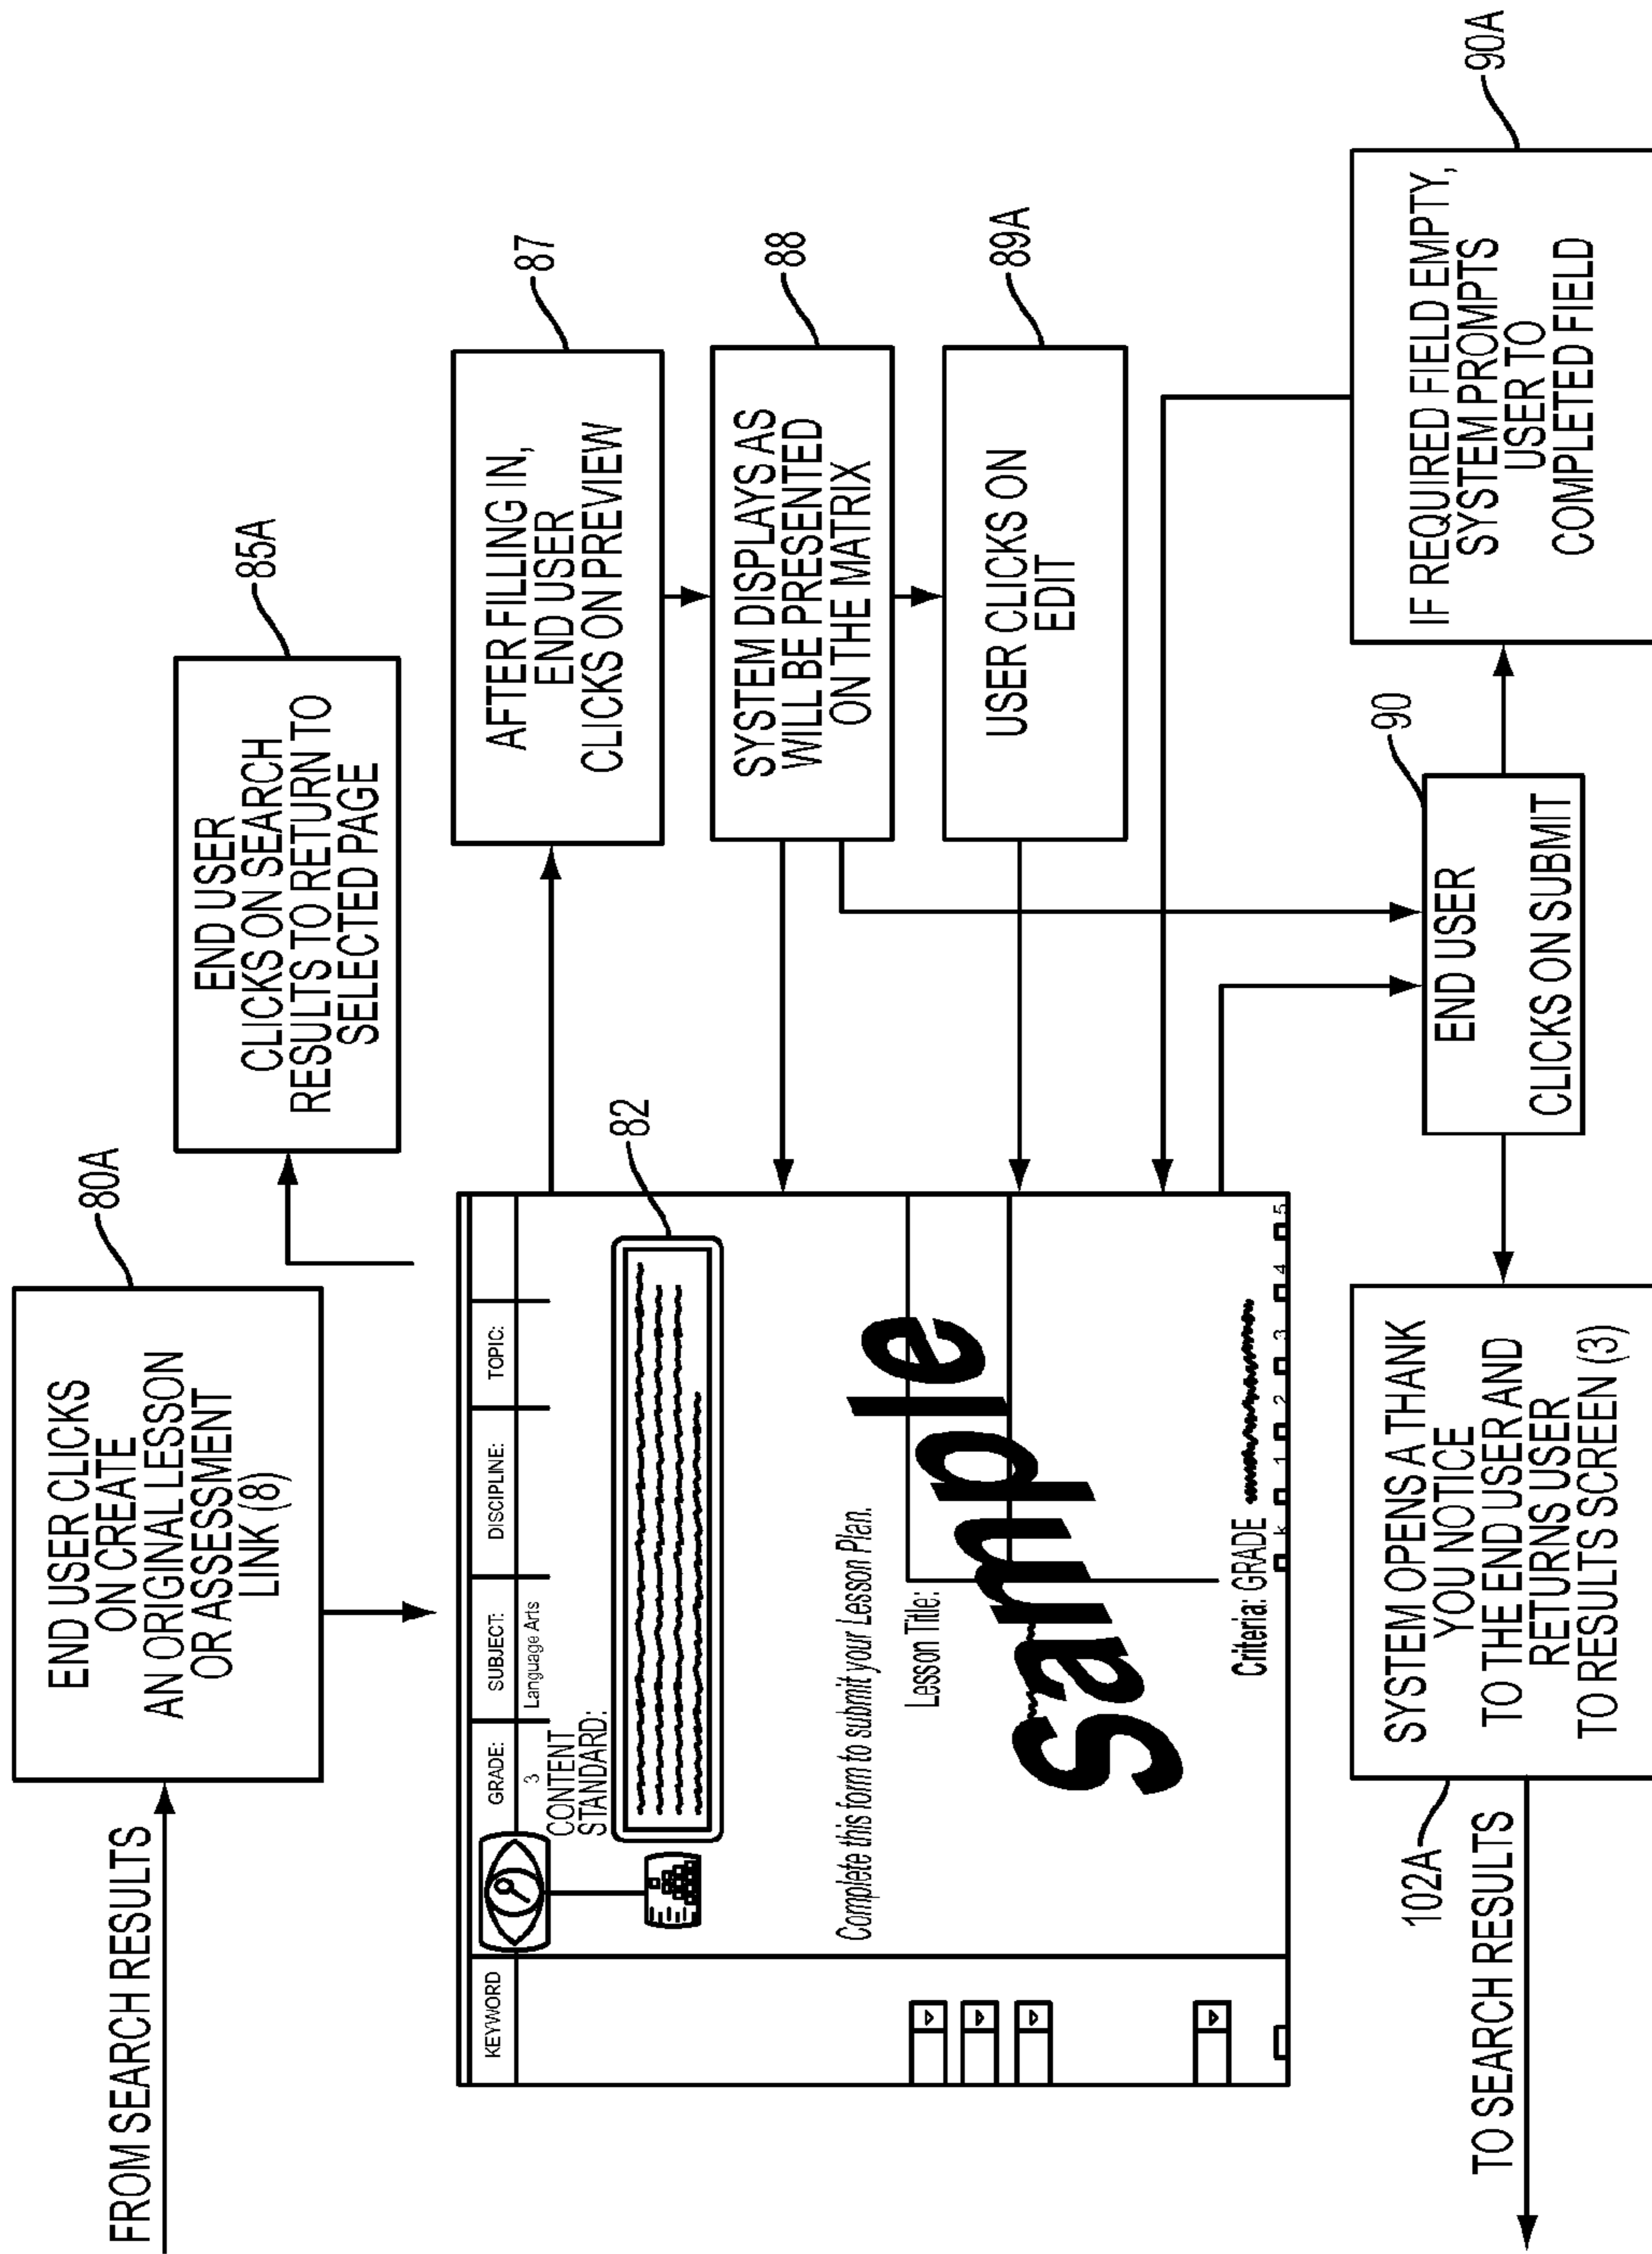 FROM SEARCH RESULTS
80A
END USER CLICKS
ON CREATE
AN ORIGINAL LESSON
OR ASSESSMENT
LINK (8)
85A
END USER
CLICKS ON SEARCH
RESULTS TO RETURN TO
SELECTED PAGE
KEYWORD
GRADE:
SUBJECT:
DISCIPLINE:
TOPIC:
3
Language Arts
CONTENT
STANDARD:
82
Complete this form to submit your Lesson Plan.
Lesson Title:
Sample
Criteria: GRADE
k 1 2 3 4 5
87
AFTER FILLING IN,
END USER
CLICKS ON PREVIEW
88
SYSTEM DISPLAYS AS
WILL BE PRESENTED
ON THE MATRIX
89A
USER CLICKS ON
EDIT
90
END USER
CLICKS ON SUBMIT
90A
IF REQUIRED FIELD EMPTY,
SYSTEM PROMPTS
USER TO
COMPLETED FIELD
102A
SYSTEM OPENS A THANK
YOU NOTICE
TO THE END USER AND
RETURNS USER
TO RESULTS SCREEN (3)
TO SEARCH RESULTS